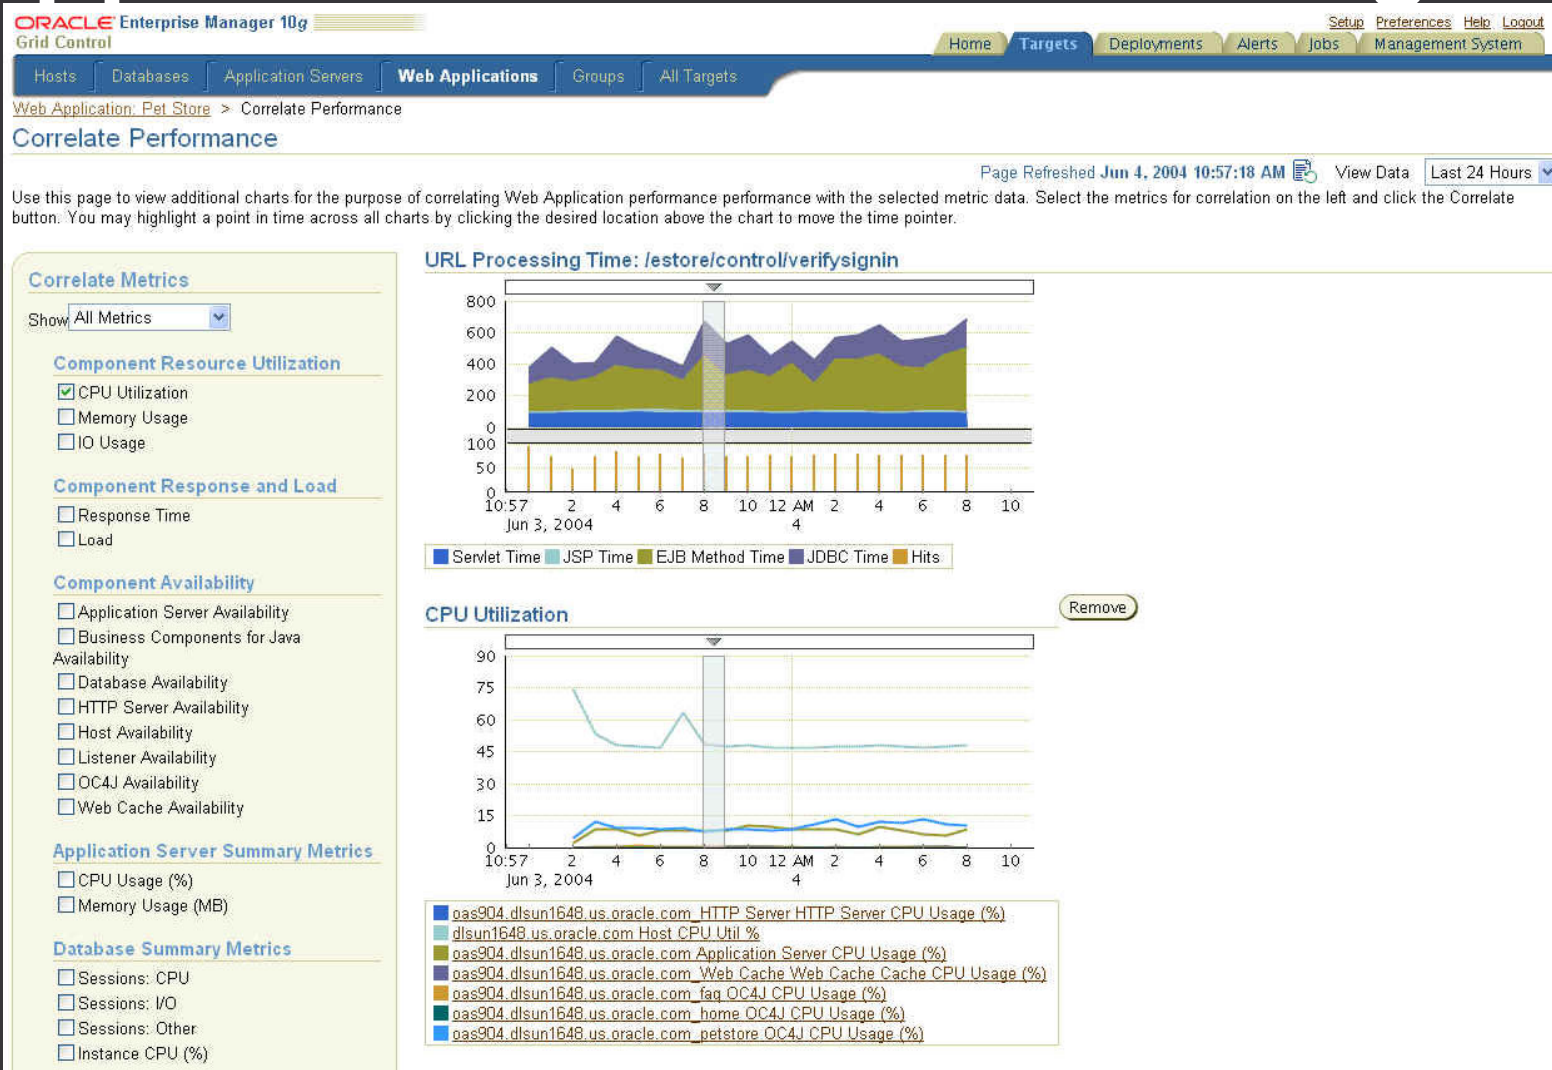 ORACLE Enterprise Manager 10g
Grid Control
Setup Preferences Help Logout
Home Targets Deployments Alerts Jobs Management System
Hosts Databases Application Servers Web Applications Groups All Targets
Web Application: Pet Store > Correlate Performance
Correlate Performance
Page Refreshed Jun 4, 2004 10:57:18 AM View Data Last 24 Hours
Use this page to view additional charts for the purpose of correlating Web Application performance performance with the selected metric data. Select the metrics for correlation on the left and click the Correlate
button. You may highlight a point in time across all charts by clicking the desired location above the chart to move the time pointer.
Correlate Metrics
Show All Metrics
Component Resource Utilization
CPU Utilization
Memory Usage
IO Usage
Component Response and Load
Response Time
Load
Component Availability
Application Server Availability
Business Components for Java
Availability
Database Availability
HTTP Server Availability
Host Availability
Listener Availability
OC4J Availability
Web Cache Availability
Application Server Summary Metrics
CPU Usage (%)
Memory Usage (MB)
Database Summary Metrics
Sessions: CPU
Sessions: I/O
Sessions: Other
Instance CPU (%)
URL Processing Time: /estore/control/verifysignin
800
600
400
200
0
100
50
0
10:57 2 4 6 8 10 12 AM 2 4 6 8 10
Jun 3, 2004 4
Servlet Time JSP Time EJB Method Time JDBC Time Hits
CPU Utilization
Remove
90
75
60
45
30
15
0
10:57 2 4 6 8 10 12 AM 2 4 6 8 10
Jun 3, 2004 4
oas904.dlsun1648.us.oracle.com_HTTP Server HTTP Server CPU Usage (%)
dlsun1648.us.oracle.com Host CPU Util %
oas904.dlsun1648.us.oracle.com Application Server CPU Usage (%)
oas904.dlsun1648.us.oracle.com_Web Cache Web Cache Cache CPU Usage (%)
oas904.dlsun1648.us.oracle.com_faq OC4J CPU Usage (%)
oas904.dlsun1648.us.oracle.com_home OC4J CPU Usage (%)
oas904.dlsun1648.us.oracle.com_petstore OC4J CPU Usage (%)